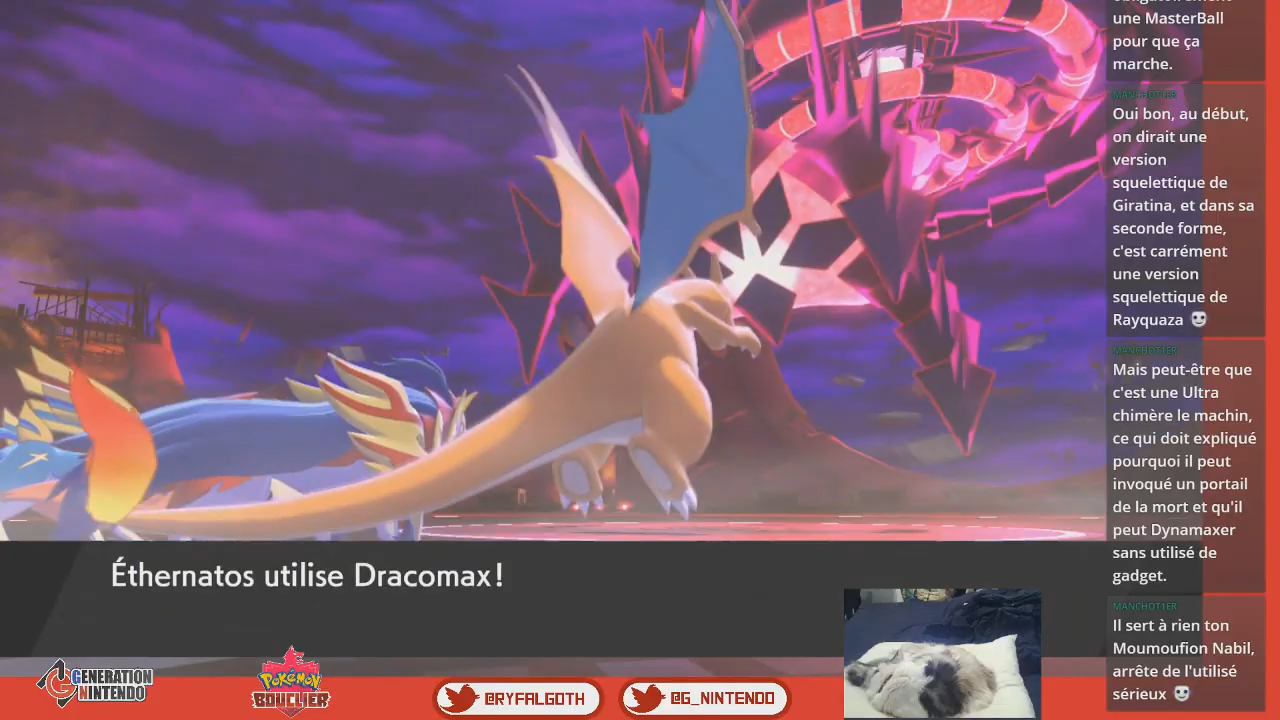 une MasterBall
pour que ça
marche.
MANCHOT1ER
Oui bon, au début,
on dirait une
version
squelettique de
Giratina, et dans sa
seconde forme,
c'est carrément
une version
squelettique de
Rayquaza
MANCHOT1ER
Mais peut-être que
c'est une Ultra
chimère le machin,
ce qui doit expliqué
pourquoi il peut
invoqué un portail
de la mort et qu'il
peut Dynamaxer
sans utilisé de
gadget.
MANCHOT1ER
Il sert à rien ton
Moumoufion Nabil,
arrête de l'utilisé
sérieux
Éthernatos utilise Dracomax!
GENERATION
NINTENDO
POKÉMON
BOUCLIER
@RYFALGOTH
@G_NINTENDO